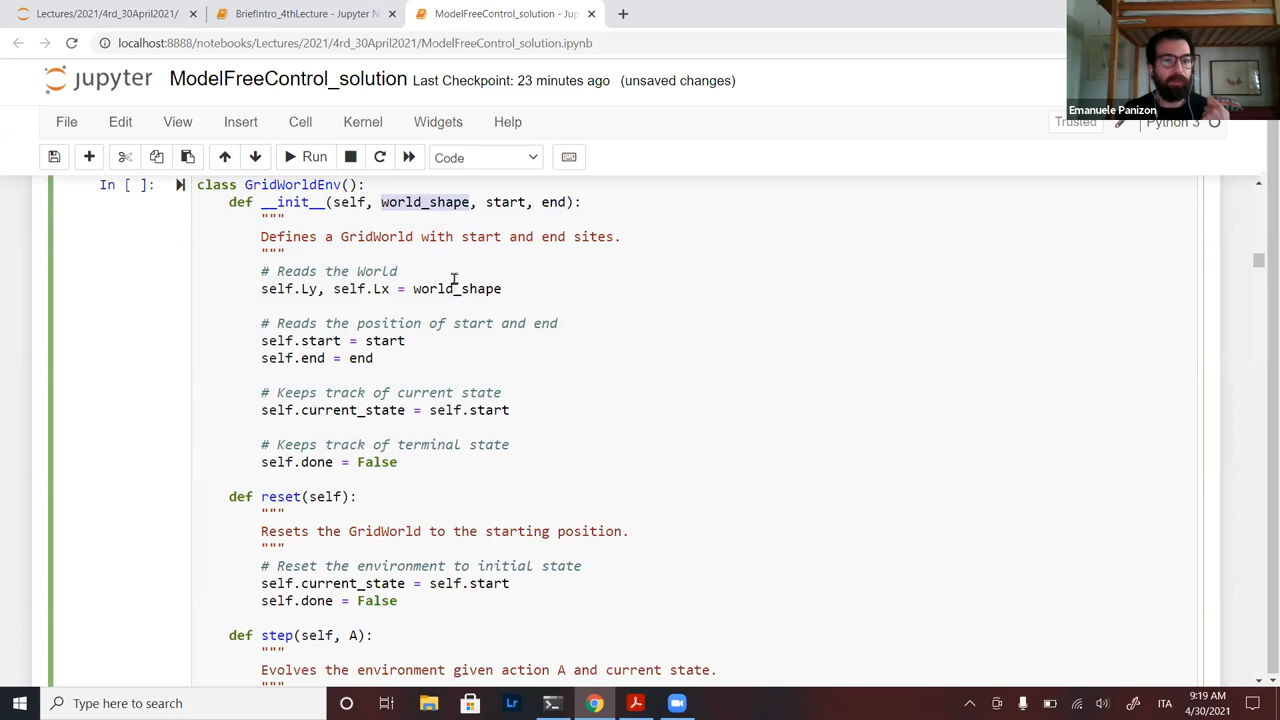 Lectures/2021/4rd_30April2021/
BriefIntro_4thLecture - Jupyter N
ModelFreeControl_solution - Jup
localhost:8888/notebooks/Lectures/2021/4rd_30April2021/ModelFreeControl_solution.ipynb
jupyter ModelFreeControl_solution Last Checkpoint: 23 minutes ago (unsaved changes)
Emanuele Panizon
File Edit View Insert Cell Kernel Widgets Help
Trusted Python 3
Run Code
In [ ]: class GridWorldEnv():
def __init__(self, world_shape, start, end):
"""
Defines a GridWorld with start and end sites.
"""
# Reads the World
self.Ly, self.Lx = world_shape
# Reads the position of start and end
self.start = start
self.end = end
# Keeps track of current state
self.current_state = self.start
# Keeps track of terminal state
self.done = False
def reset(self):
"""
Resets the GridWorld to the starting position.
"""
# Reset the environment to initial state
self.current_state = self.start
self.done = False
def step(self, A):
"""
Evolves the environment given action A and current state.
"""
Type here to search
ITA
9:19 AM
4/30/2021